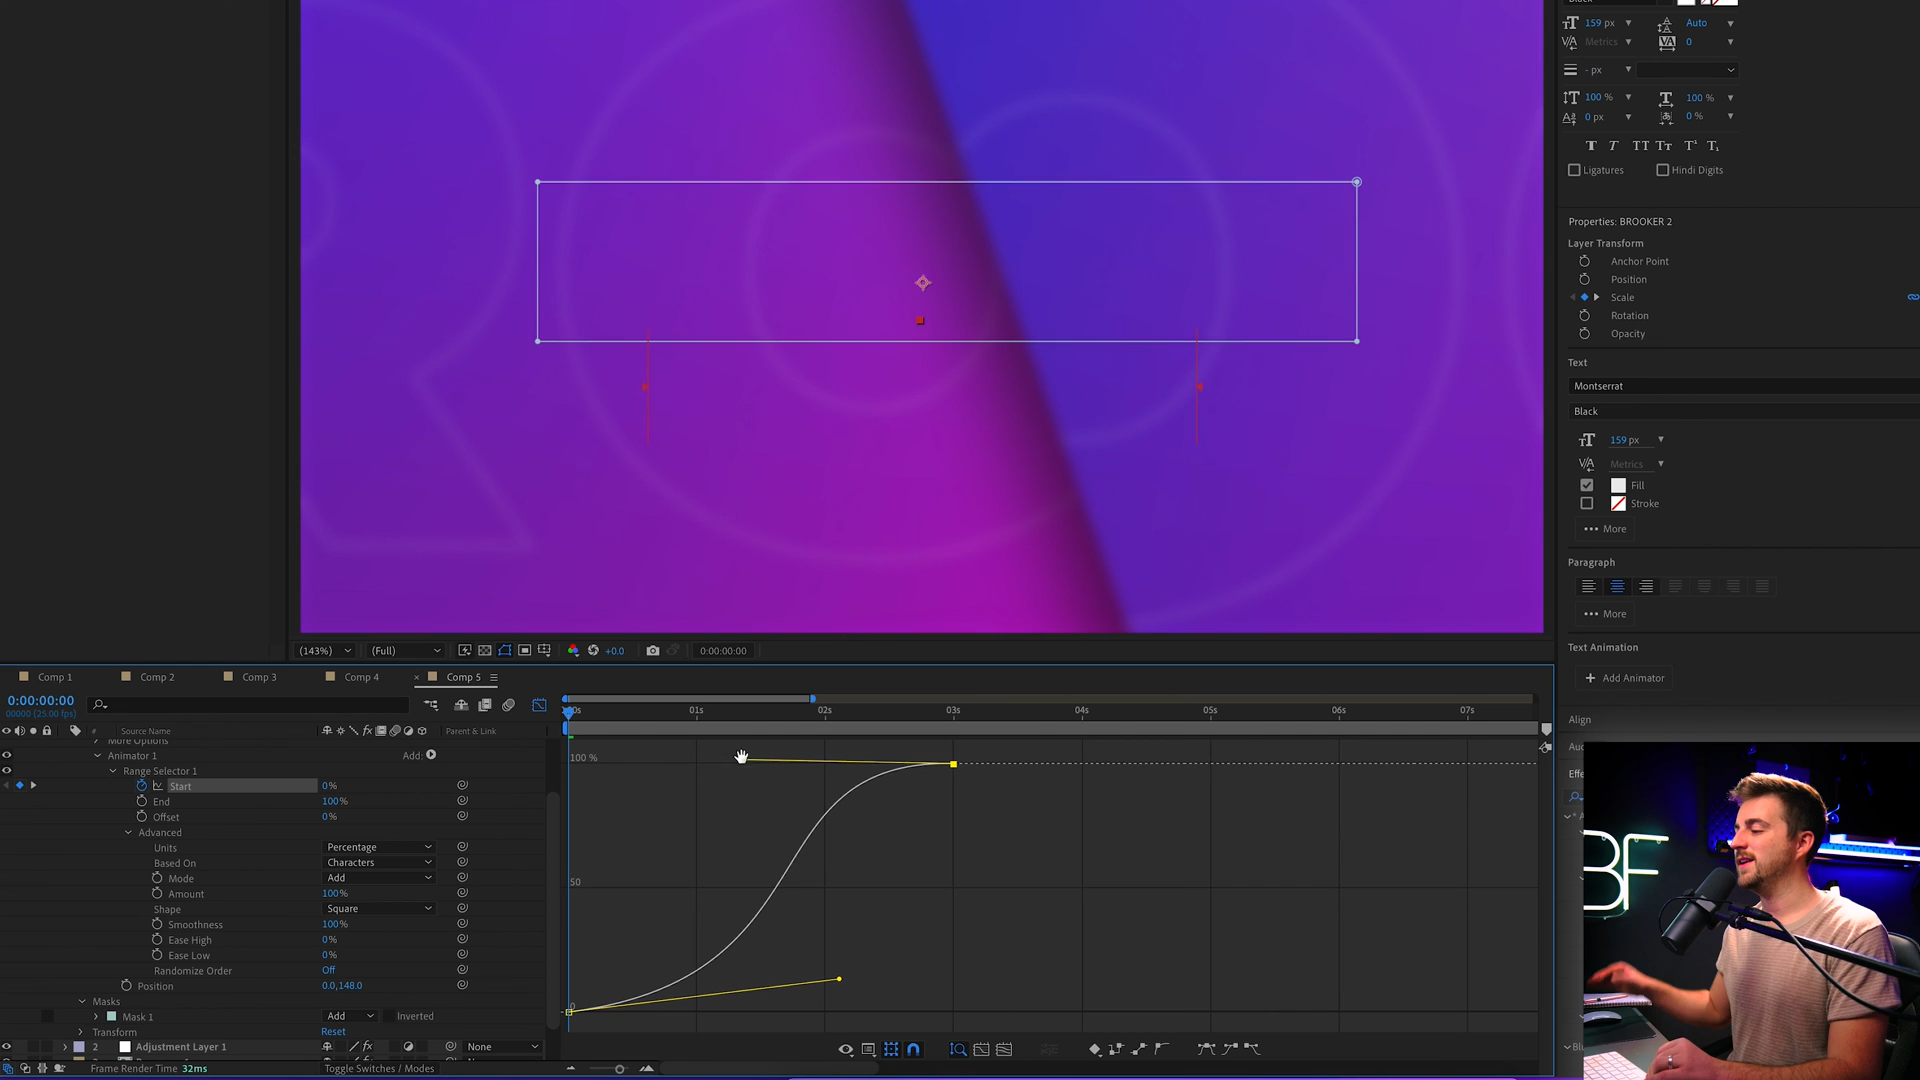 159 px
Auto
Metrics
0
- px
100 %
100 %
0 px
0 %
T T TT Tт T¹ T₁
Ligatures
Hindi Digits
Properties: BROOKER 2
Layer Transform
Anchor Point
Position
Scale
Rotation
Opacity
Text
Montserrat
Black
159 px
Metrics
Fill
Stroke
••• More
Paragraph
••• More
Text Animation
+ Add Animator
Align
BF
(143%)
(Full)
+0.0
0:00:00:00
Comp 1
Comp 2
Comp 3
Comp 4
× Comp 5
0:00:00:00
00000 (25.00 fps)
# Source Name
Parent & Link
01s
02s
03s
04s
05s
06s
07s
More Options
Animator 1
Add:
Range Selector 1
Start
0%
End
100%
Offset
0%
Advanced
Units
Percentage
Based On
Characters
Mode
Add
Amount
100%
Shape
Square
Smoothness
100%
Ease High
0%
Ease Low
0%
Randomize Order
Off
Position
0.0,148.0
Masks
Mask 1
Add
Inverted
Transform
Reset
2
Adjustment Layer 1
None
Frame Render Time 32ms
Toggle Switches / Modes
100 %
50
0